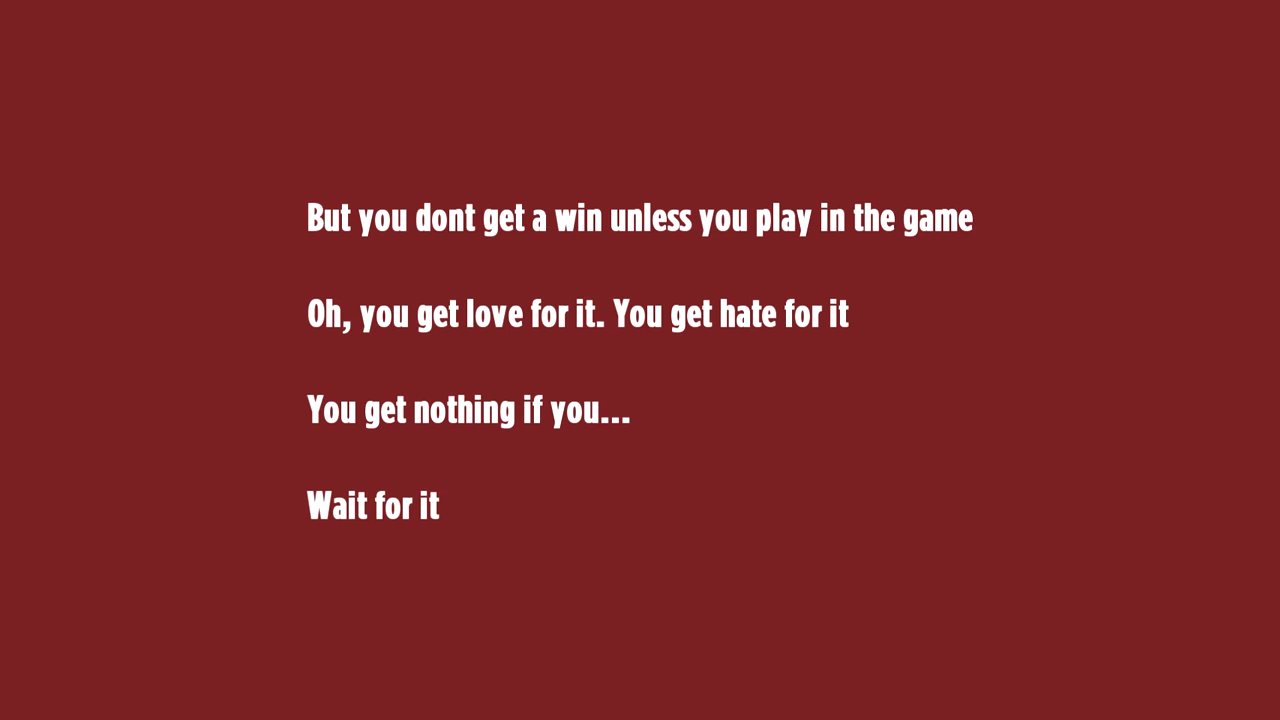 But you dont get a win unless you play in the game
Oh, you get love for it. You get hate for it
You get nothing if you...
Wait for it